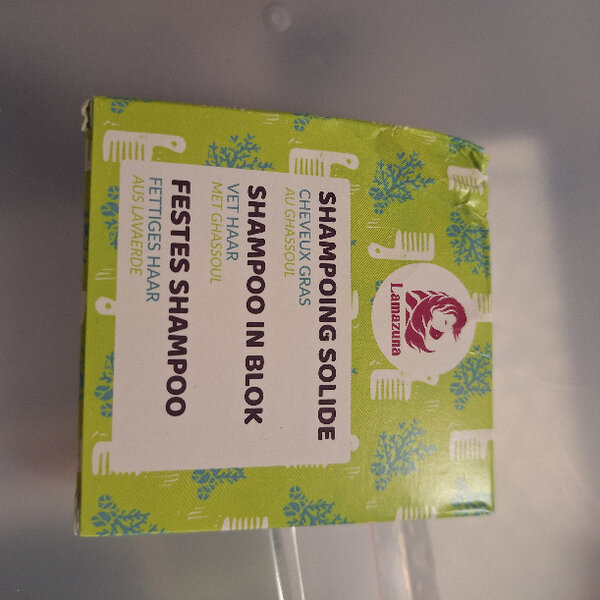 Lamazuna
SHAMPOING SOLIDE
CHEVEUX GRAS
AU GHASSOUL
SHAMPOO IN BLOK
VET HAAR
MET GHASSOUL
FESTES SHAMPOO
FETTIGES HAAR
AUS LAVAERDE